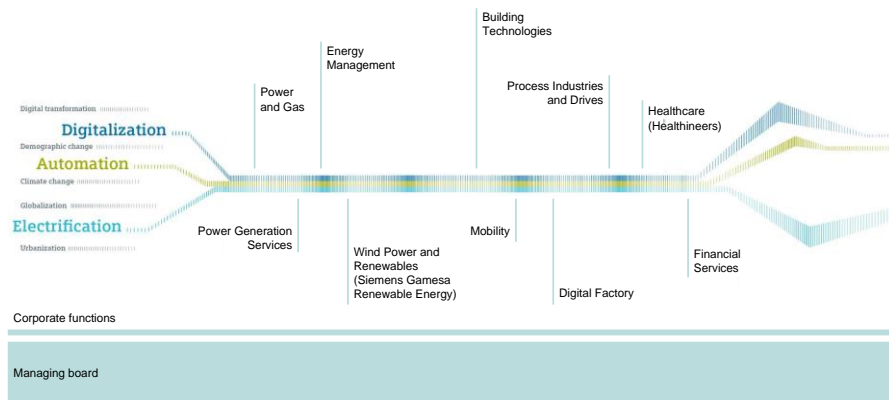 Building
Technologies
Energy
Management
Process Industries
and Drives
Power
and Gas
Healthcare
(Healthineers)
Digital transformation
Digitalization
Demographic change
Automation
Climate change
Globalization
Electrification
Urbanization
Power Generation
Services
Wind Power and
Renewables
(Siemens Gamesa
Renewable Energy)
Mobility
Digital Factory
Financial
Services
Corporate functions
Managing board